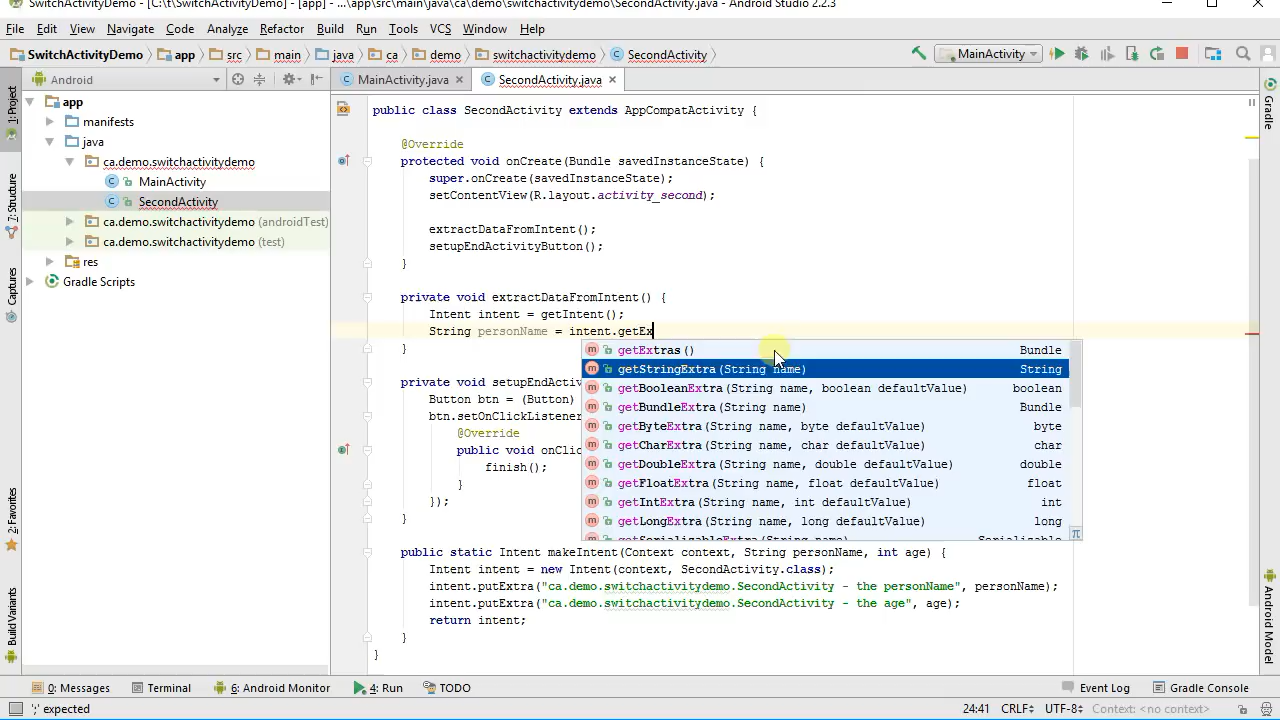 SwitchActivityDemo - [C:\t\SwitchActivityDemo] - [app] - ...\app\src\main\java\ca\demo\switchactivitydemo\SecondActivity.java - Android Studio 2.2.3
File Edit View Navigate Code Analyze Refactor Build Run Tools VCS Window Help
SwitchActivityDemo app src main java ca demo switchactivitydemo SecondActivity MainActivity
Android
MainActivity.java SecondActivity.java
1: Project
7: Structure
Captures
2: Favorites
Build Variants
app
manifests
java
ca.demo.switchactivitydemo
MainActivity
SecondActivity
ca.demo.switchactivitydemo (androidTest)
ca.demo.switchactivitydemo (test)
res
Gradle Scripts
public class SecondActivity extends AppCompatActivity {
@Override
protected void onCreate(Bundle savedInstanceState) {
super.onCreate(savedInstanceState);
setContentView(R.layout.activity_second);
extractDataFromIntent();
setupEndActivityButton();
}
private void extractDataFromIntent() {
Intent intent = getIntent();
String personName = intent.getEx
}
getExtras() Bundle
getStringExtra(String name) String
getBooleanExtra(String name, boolean defaultValue) boolean
getBundleExtra(String name) Bundle
getByteExtra(String name, byte defaultValue) byte
getCharExtra(String name, char defaultValue) char
getDoubleExtra(String name, double defaultValue) double
getFloatExtra(String name, float defaultValue) float
getIntExtra(String name, int defaultValue) int
getLongExtra(String name, long defaultValue) long
getSerializableExtra(String name) Serializable
π
private void setupEndActiv
Button btn = (Button)
btn.setOnClickListener
@Override
public void onClic
finish();
}
});
}
public static Intent makeIntent(Context context, String personName, int age) {
Intent intent = new Intent(context, SecondActivity.class);
intent.putExtra("ca.demo.switchactivitydemo.SecondActivity - the personName", personName);
intent.putExtra("ca.demo.switchactivitydemo.SecondActivity - the age", age);
return intent;
}
}
Gradle
Android Model
0: Messages Terminal 6: Android Monitor 4: Run TODO Event Log Gradle Console
';' expected 24:41 CRLF UTF-8 Context: <no context>